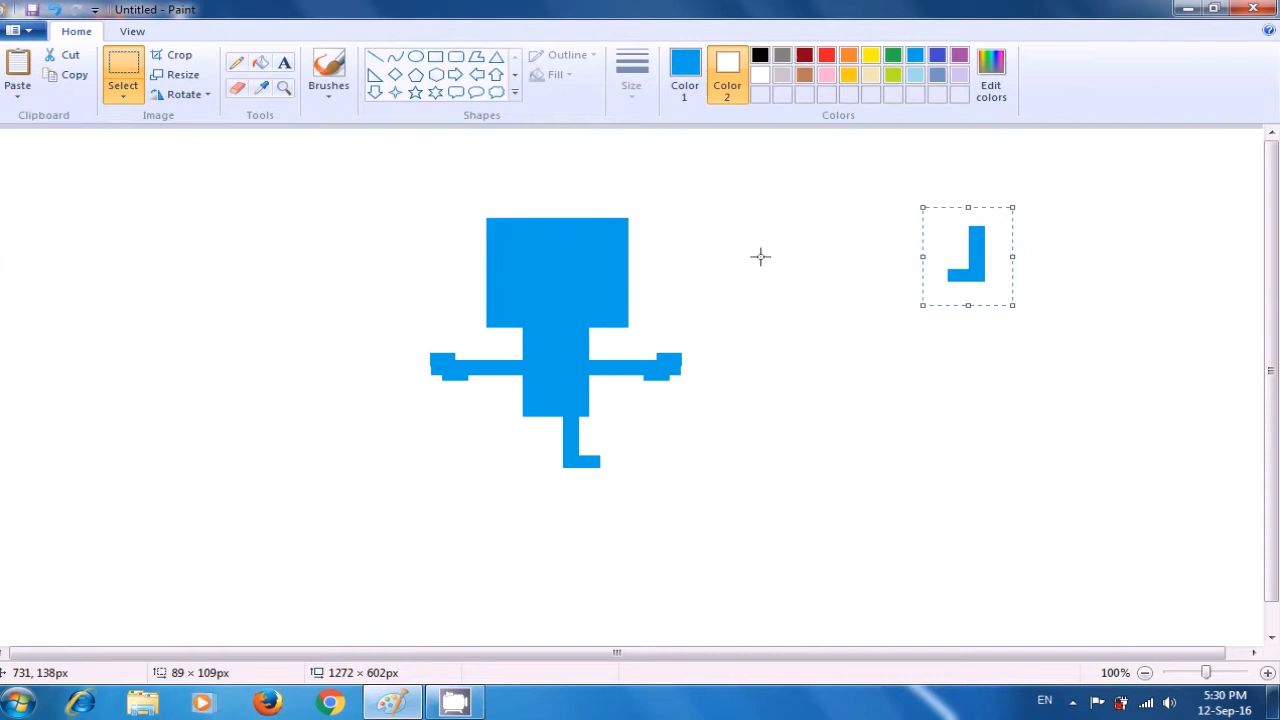 Untitled - Paint
Home View
Paste
Cut
Copy
Clipboard
Select
Crop
Resize
Rotate
Image
A
Tools
Brushes
Shapes
Outline
Fill
Size
Color 1
Color 2
Edit colors
Colors
731, 138px
89 × 109px
1272 × 602px
100%
EN
5:30 PM
12-Sep-16